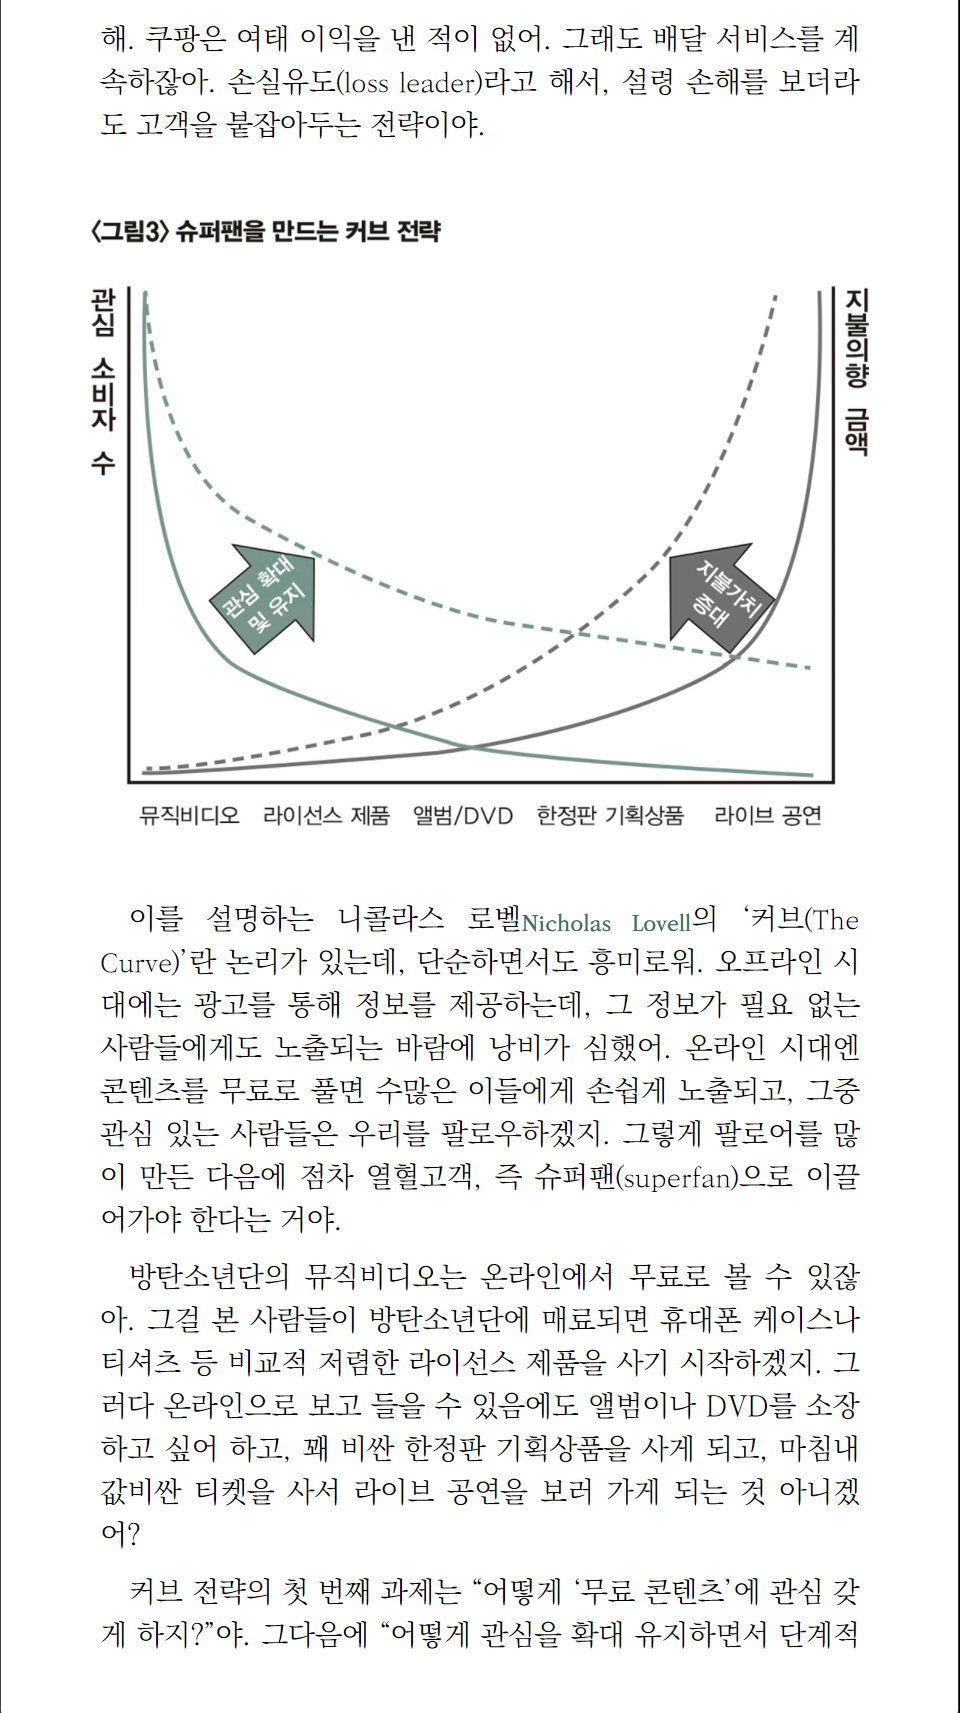 해. 쿠팡은 여태 이익을 낸 적이 없어. 그래도 배달 서비스를 계
속하잖아. 손실유도(loss leader)라고 해서, 설령 손해를 보더라
도 고객을 붙잡아두는 전략이야.
〈그림3〉 슈퍼팬을 만드는 커브 전략
관심 소비자 수
지불의향 금액
관심 확대
및 유지
지불가치
증대
뮤직비디오 라이선스 제품 앨범/DVD 한정판 기획상품 라이브 공연
이를 설명하는 니콜라스 로벨Nicholas Lovell의 ‘커브(The
Curve)’란 논리가 있는데, 단순하면서도 흥미로워. 오프라인 시
대에는 광고를 통해 정보를 제공하는데, 그 정보가 필요 없는
사람들에게도 노출되는 바람에 낭비가 심했어. 온라인 시대엔
콘텐츠를 무료로 풀면 수많은 이들에게 손쉽게 노출되고, 그중
관심 있는 사람들은 우리를 팔로우하겠지. 그렇게 팔로어를 많
이 만든 다음에 점차 열혈고객, 즉 슈퍼팬(superfan)으로 이끌
어가야 한다는 거야.
방탄소년단의 뮤직비디오는 온라인에서 무료로 볼 수 있잖
아. 그걸 본 사람들이 방탄소년단에 매료되면 휴대폰 케이스나
티셔츠 등 비교적 저렴한 라이선스 제품을 사기 시작하겠지. 그
러다 온라인으로 보고 들을 수 있음에도 앨범이나 DVD를 소장
하고 싶어 하고, 꽤 비싼 한정판 기획상품을 사게 되고, 마침내
값비싼 티켓을 사서 라이브 공연을 보러 가게 되는 것 아니겠
어?
커브 전략의 첫 번째 과제는 “어떻게 ‘무료 콘텐츠’에 관심 갖
게 하지?”야. 그다음에 “어떻게 관심을 확대 유지하면서 단계적